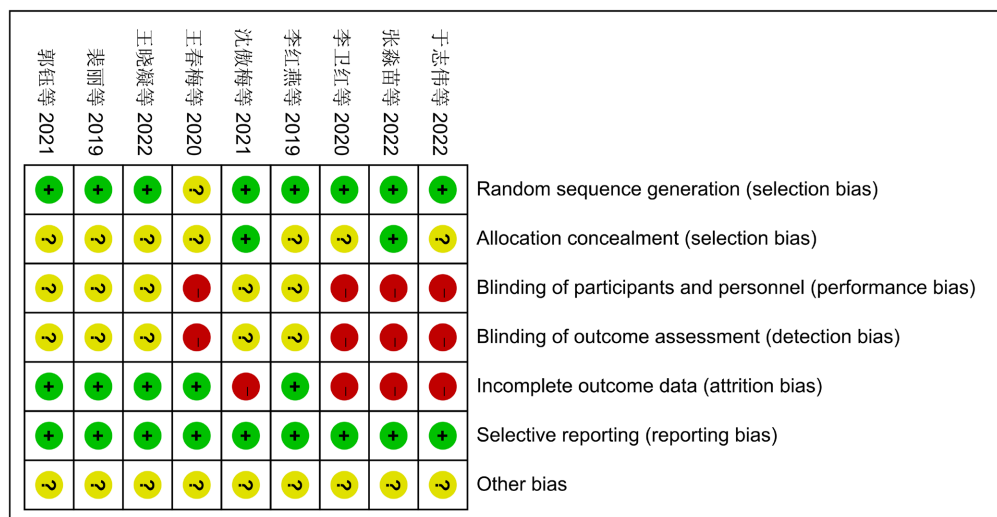 郭钰等 2021
裴丽等 2019
王晓凝等 2022
王春梅等 2020
沈傲梅等 2021
李红燕等 2019
李卫红等 2020
张淼苗等 2022
于志伟等 2022
+ + + ? + + + + + Random sequence generation (selection bias)
? ? ? ? + ? ? + ? Allocation concealment (selection bias)
? ? ? – ? ? – – – Blinding of participants and personnel (performance bias)
? ? ? – ? ? – – – Blinding of outcome assessment (detection bias)
+ + + + – + – – – Incomplete outcome data (attrition bias)
+ + + + + + + + + Selective reporting (reporting bias)
? ? ? ? ? ? ? ? ? Other bias